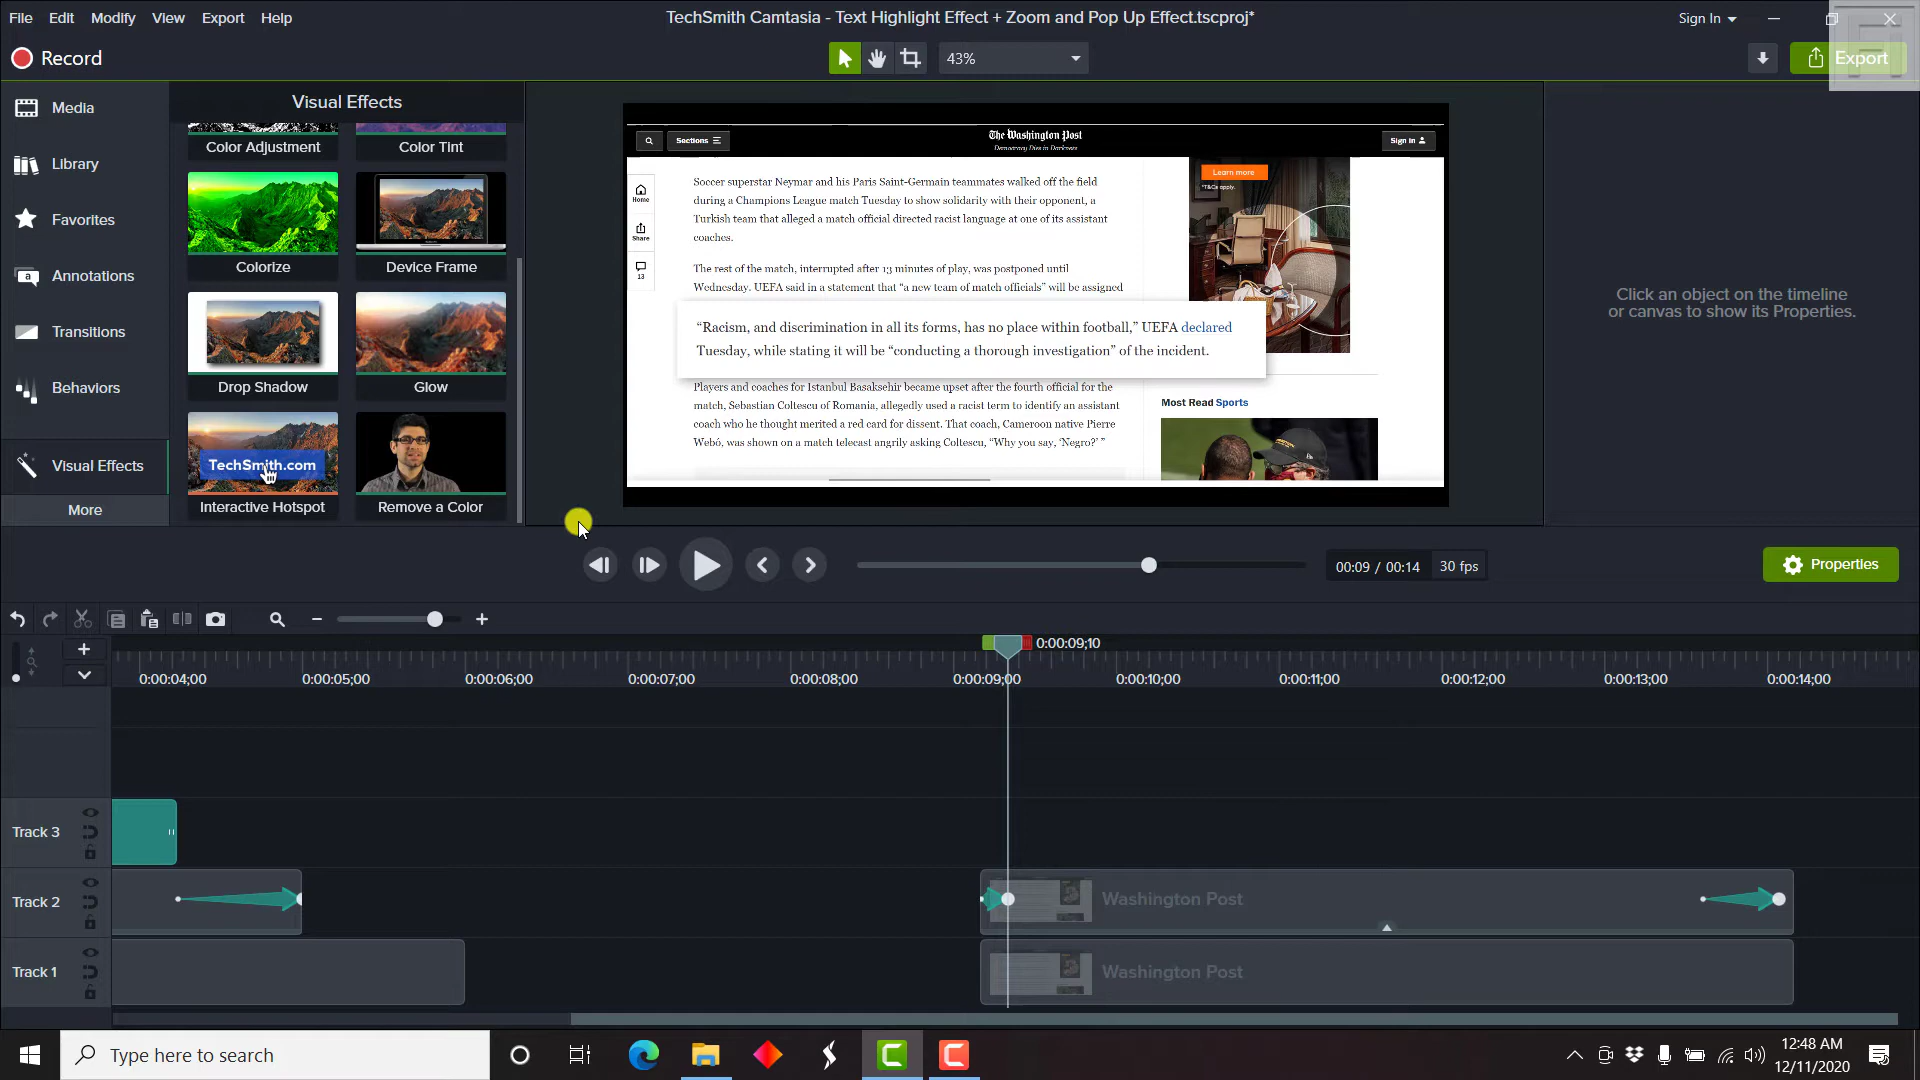 File Edit Modify View Export Help
TechSmith Camtasia - Text Highlight Effect + Zoom and Pop Up Effect.tscproj*
Sign In
Record
43%
Export
Media
Library
Favorites
Annotations
Transitions
Behaviors
Visual Effects
More
Visual Effects
Color Adjustment Color Tint
Colorize Device Frame
Drop Shadow Glow
TechSmith.com
Interactive Hotspot Remove a Color
Sections
The Washington Post
Democracy Dies in Darkness
Sign in
Home
Share
13
Soccer superstar Neymar and his Paris Saint-Germain teammates walked off the field
during a Champions League match Tuesday to show solidarity with their opponent, a
Turkish team that alleged a match official directed racist language at one of its assistant
coaches.
The rest of the match, interrupted after 13 minutes of play, was postponed until
Wednesday. UEFA said in a statement that “a new team of match officials” will be assigned
“Racism, and discrimination in all its forms, has no place within football,” UEFA declared
Tuesday, while stating it will be “conducting a thorough investigation” of the incident.
Players and coaches for Istanbul Basaksehir became upset after the fourth official for the
match, Sebastian Coltescu of Romania, allegedly used a racist term to identify an assistant
coach who he thought merited a red card for dissent. That coach, Cameroon native Pierre
Webó, was shown on a match telecast angrily asking Coltescu, “Why you say, ‘Negro?’ ”
Learn more
*T&Cs apply.
Most Read Sports
Click an object on the timeline
or canvas to show its Properties.
00:09 / 00:14 30 fps
Properties
0:00:09;10
0:00:04;00 0:00:05;00 0:00:06;00 0:00:07;00 0:00:08;00 0:00:09;00 0:00:10;00 0:00:11;00 0:00:12;00 0:00:13;00 0:00:14;00
Track 3
Track 2
Washington Post
Track 1
Washington Post
Type here to search
12:48 AM
12/11/2020